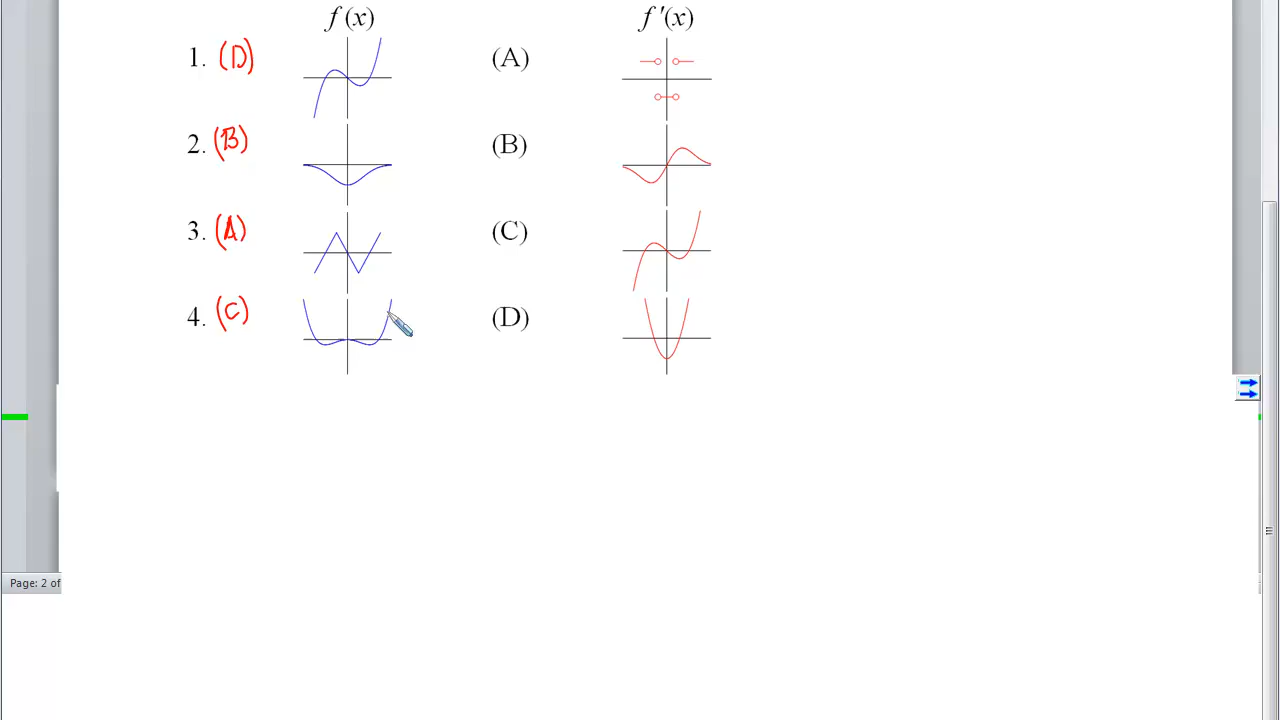 f (x) f ′(x)
1. (D) (A)
2. (B) (B)
3. (A) (C)
4. (C) (D)
Page: 2 of